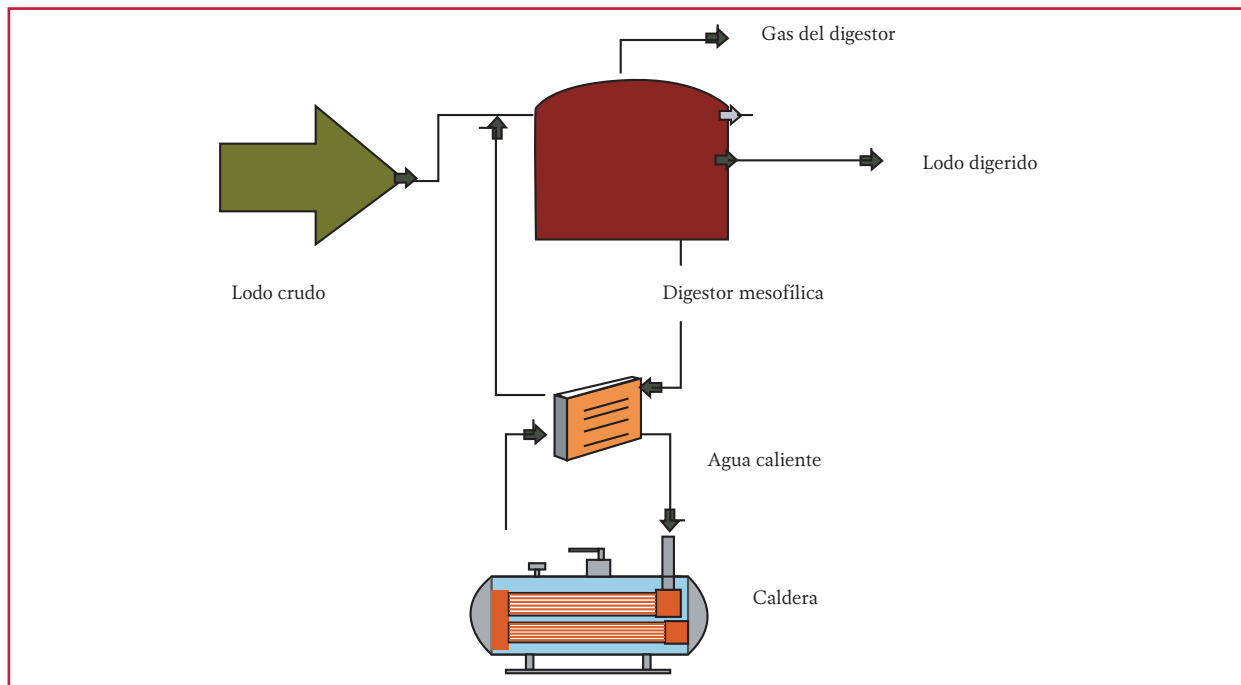 Gas del digestor
Lodo digerido
Lodo crudo
Digestor mesofílica
Agua caliente
Caldera